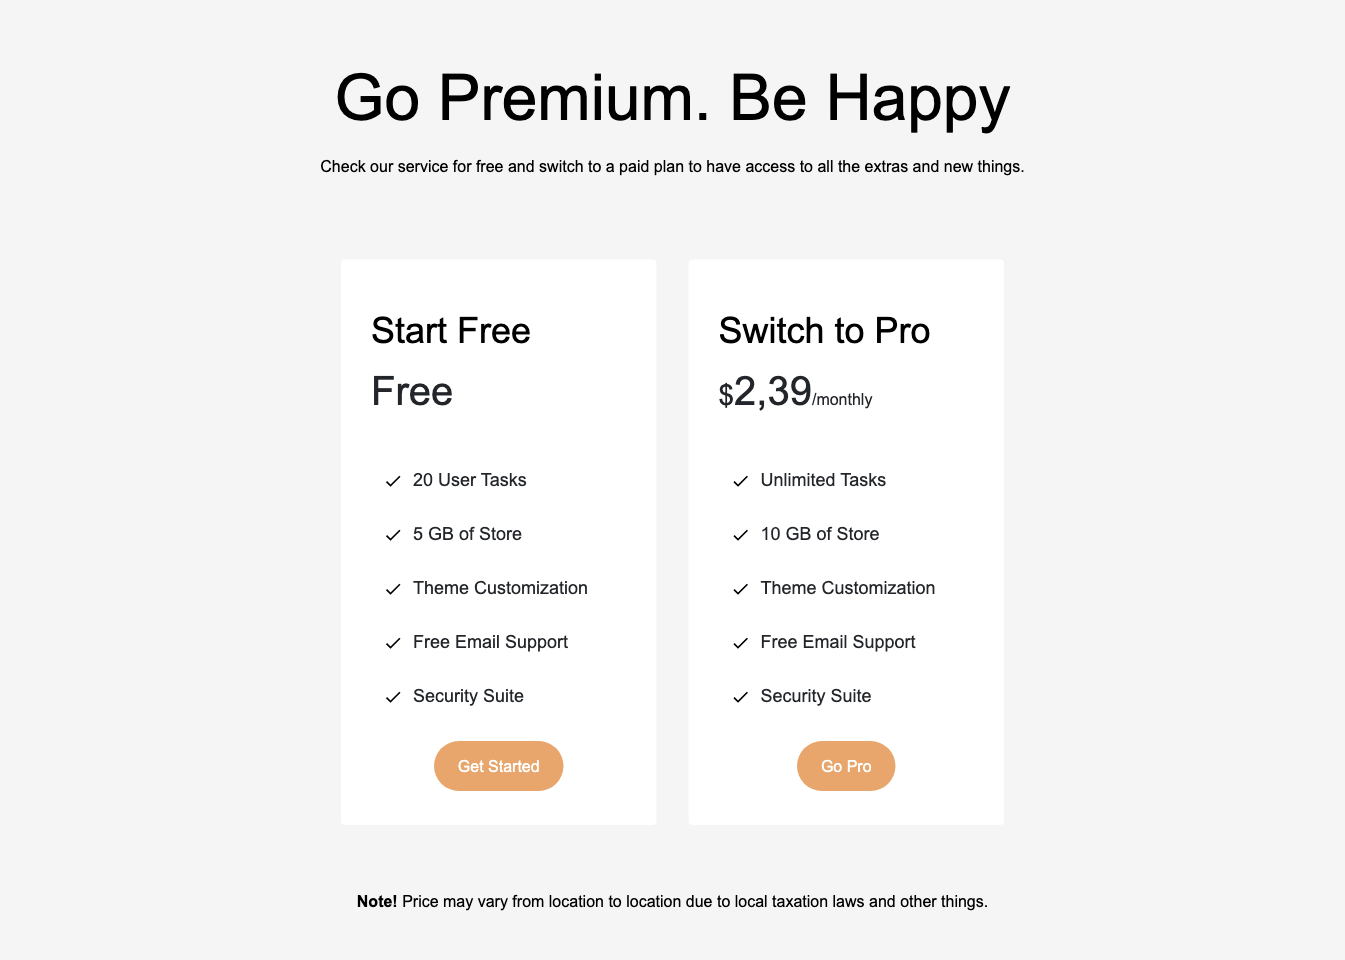 Go Premium. Be Happy
Check our service for free and switch to a paid plan to have access to all the extras and new things.
Start Free
Free
20 User Tasks
5 GB of Store
Theme Customization
Free Email Support
Security Suite
Get Started
Switch to Pro
$2,39/monthly
Unlimited Tasks
10 GB of Store
Theme Customization
Free Email Support
Security Suite
Go Pro
Note! Price may vary from location to location due to local taxation laws and other things.